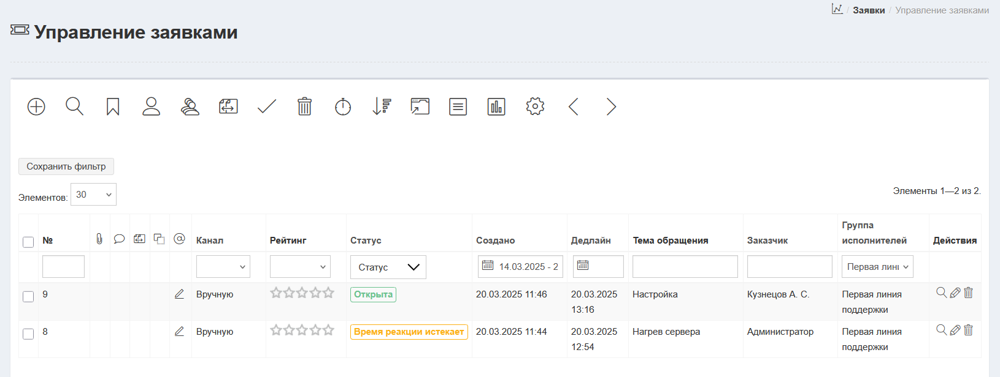 / Заявки / Управление заявками
Управление заявками
Сохранить фильтр
Элементов: 30
Элементы 1—2 из 2.
№ @ Канал Рейтинг Статус Создано Дедлайн Тема обращения Заказчик Группа исполнителей Действия
Статус 14.03.2025 - 2 Первая лини
9 Вручную Открыта 20.03.2025 11:46 20.03.2025 13:16 Настройка Кузнецов А. С. Первая линия поддержки
8 Вручную Время реакции истекает 20.03.2025 11:44 20.03.2025 12:54 Нагрев сервера Администратор Первая линия поддержки